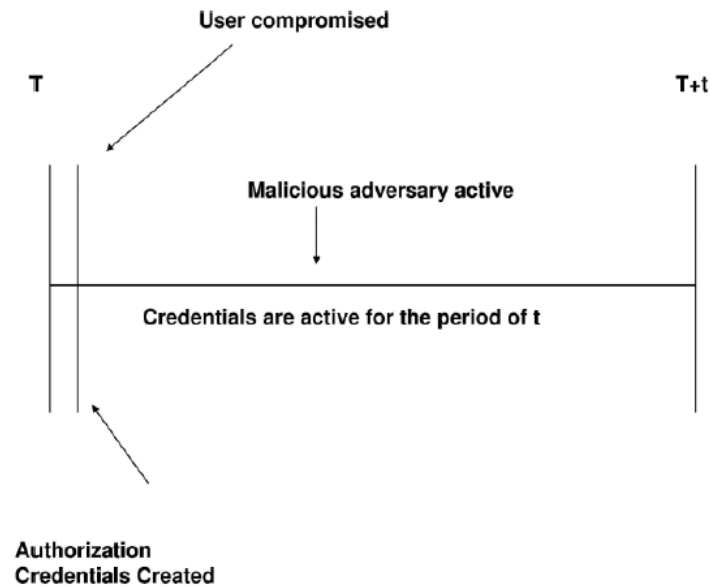 User compromised
T
T+t
Malicious adversary active
Credentials are active for the period of t
Authorization
Credentials Created